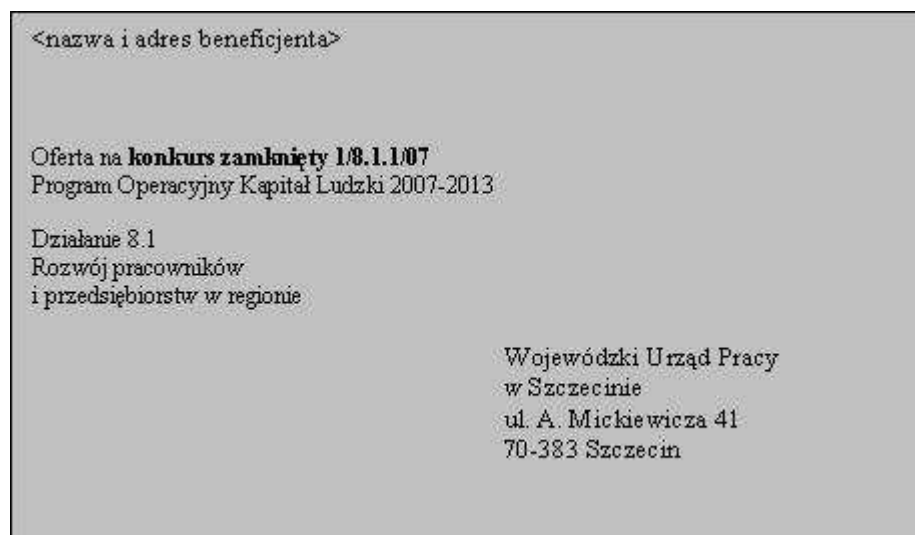 <nazwa i adres beneficjenta>
Oferta na konkurs zamknięty 1/8.1.1/07
Program Operacyjny Kapitał Ludzki 2007-2013
Działanie 8.1
Rozwój pracowników
i przedsiębiorstw w regionie
Wojewódzki Urząd Pracy
w Szczecinie
ul. A. Mickiewicza 41
70-383 Szczecin